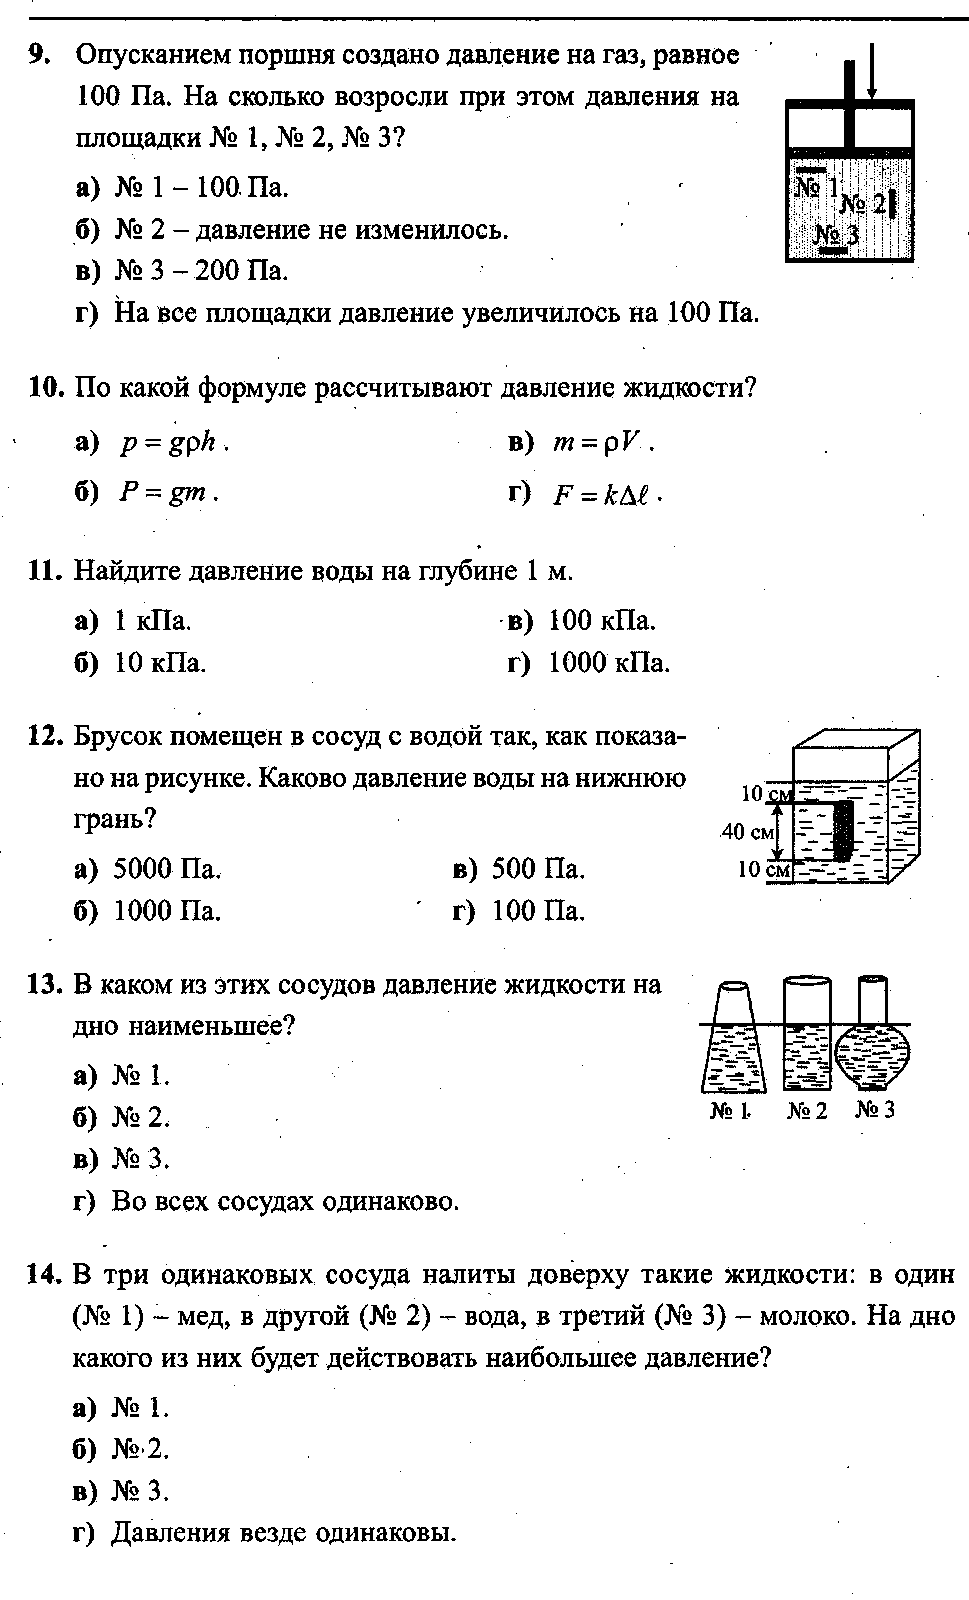 9. Опусканием поршня создано давление на газ, равное
100 Па. На сколько возросли при этом давления на
площадки № 1, № 2, № 3?
а) № 1 – 100 Па.
б) № 2 – давление не изменилось.
в) № 3 – 200 Па.
г) На все площадки давление увеличилось на 100 Па.
№ 1
№ 2
№ 3
10. По какой формуле рассчитывают давление жидкости?
а) p = gρh.
в) m = ρV.
б) P = gm.
г) F = kΔℓ.
11. Найдите давление воды на глубине 1 м.
а) 1 кПа.
в) 100 кПа.
б) 10 кПа.
г) 1000 кПа.
12. Брусок помещен в сосуд с водой так, как показа-
но на рисунке. Каково давление воды на нижнюю
грань?
а) 5000 Па.
в) 500 Па.
б) 1000 Па.
г) 100 Па.
10 см
40 см
10 см
13. В каком из этих сосудов давление жидкости на
дно наименьшее?
а) № 1.
б) № 2.
в) № 3.
г) Во всех сосудах одинаково.
№ 1 № 2 № 3
14. В три одинаковых сосуда налиты доверху такие жидкости: в один
(№ 1) – мед, в другой (№ 2) – вода, в третий (№ 3) – молоко. На дно
какого из них будет действовать наибольшее давление?
а) № 1.
б) № 2.
в) № 3.
г) Давления везде одинаковы.